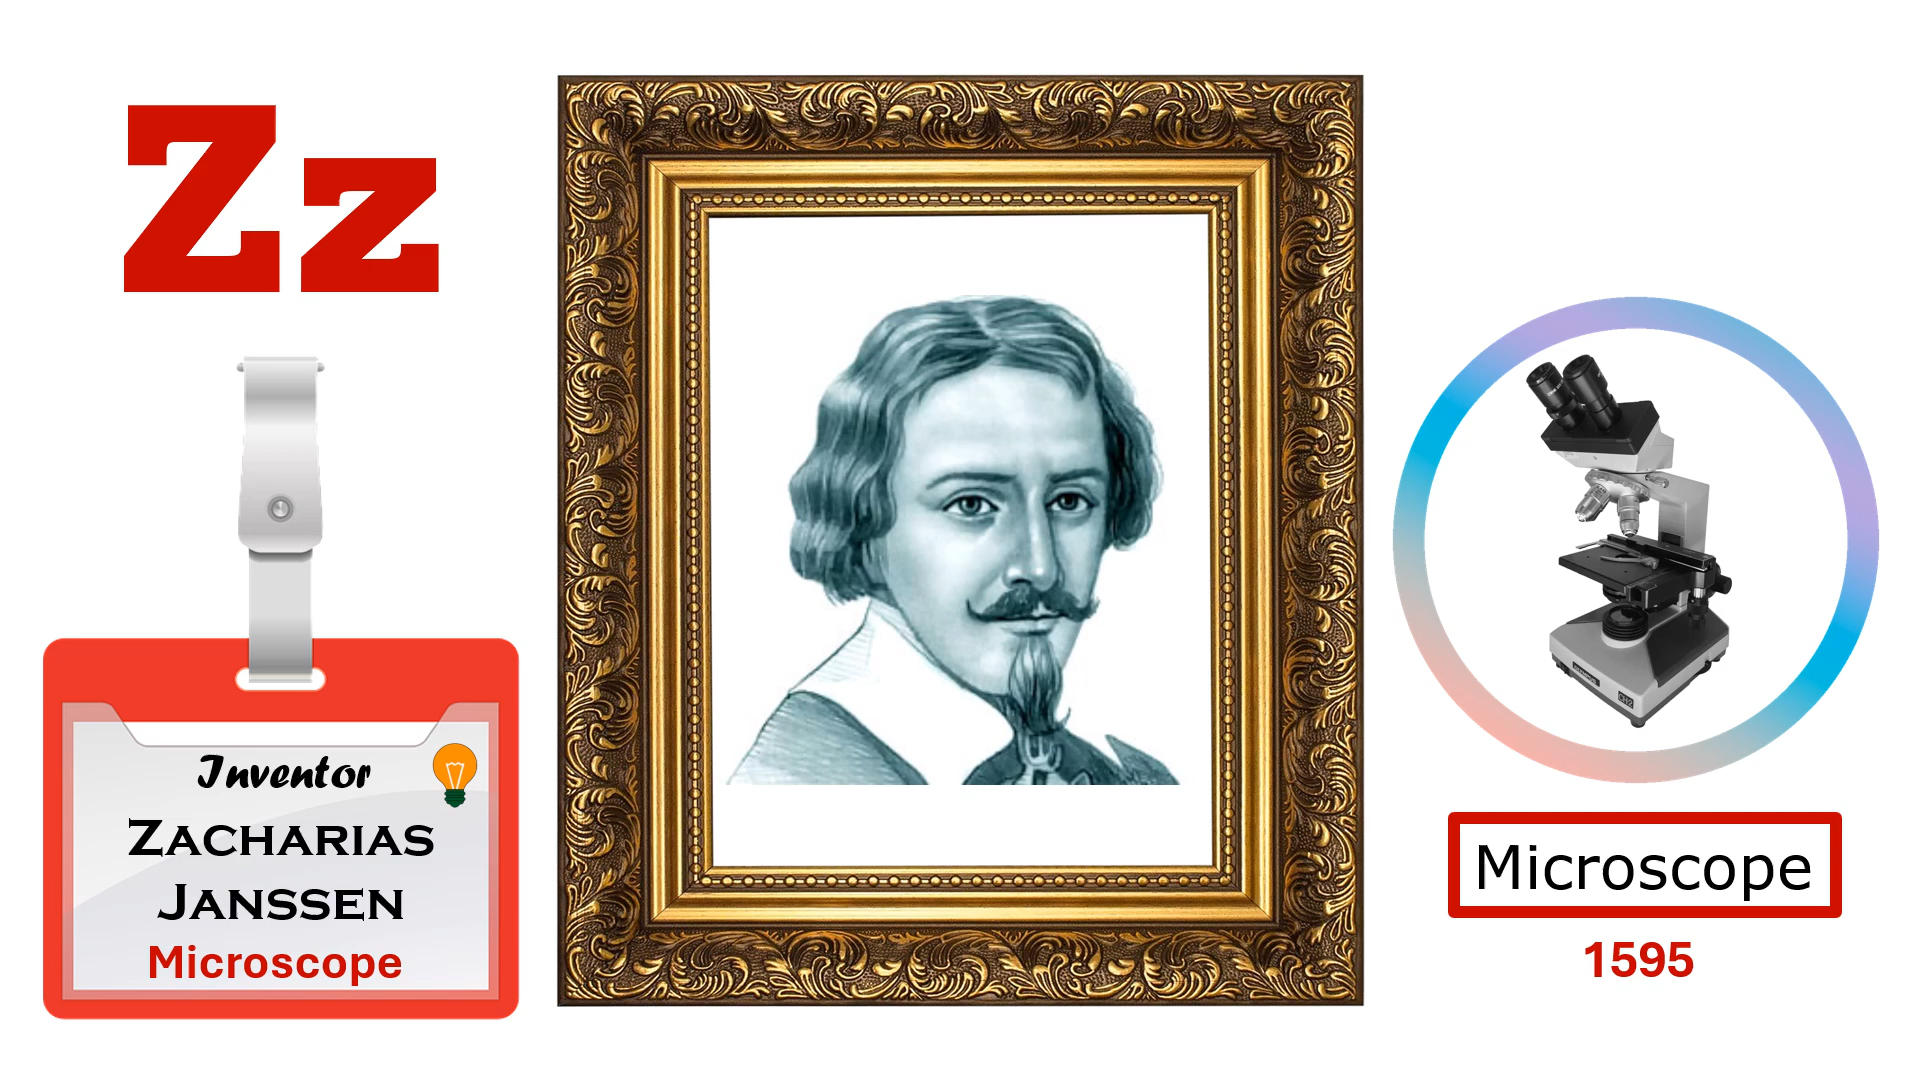 Zz
Inventor
ZACHARIAS
JANSSEN
Microscope
Microscope
1595